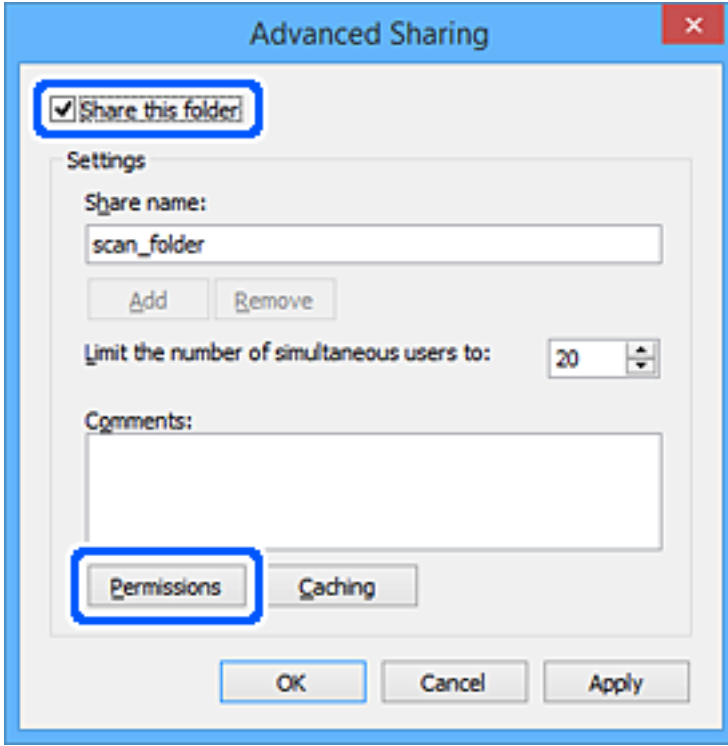 Advanced Sharing
Share this folder
Settings
Share name:
scan_folder
Add Remove
Limit the number of simultaneous users to: 20
Comments:
Permissions Caching
OK Cancel Apply